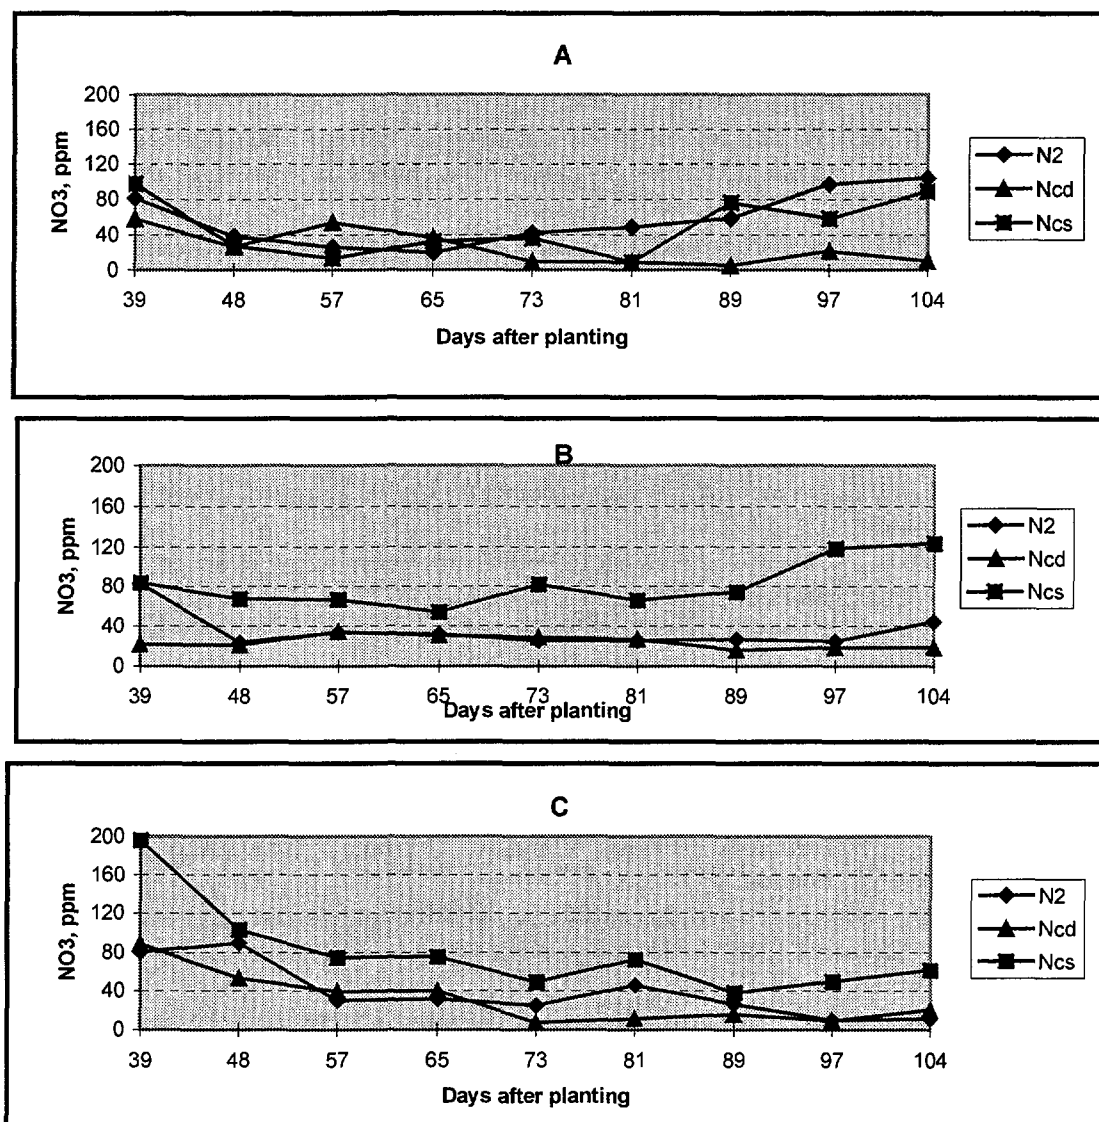 A
200
160
120
80
40
0
NO3, ppm
39 48 57 65 73 81 89 97 104
Days after planting
N2
Ncd
Ncs
B
200
160
120
80
40
0
NO3, ppm
39 48 57 65 73 81 89 97 104
Days after planting
N2
Ncd
Ncs
C
200
160
120
80
40
0
NO3, ppm
39 48 57 65 73 81 89 97 104
Days after planting
N2
Ncd
Ncs